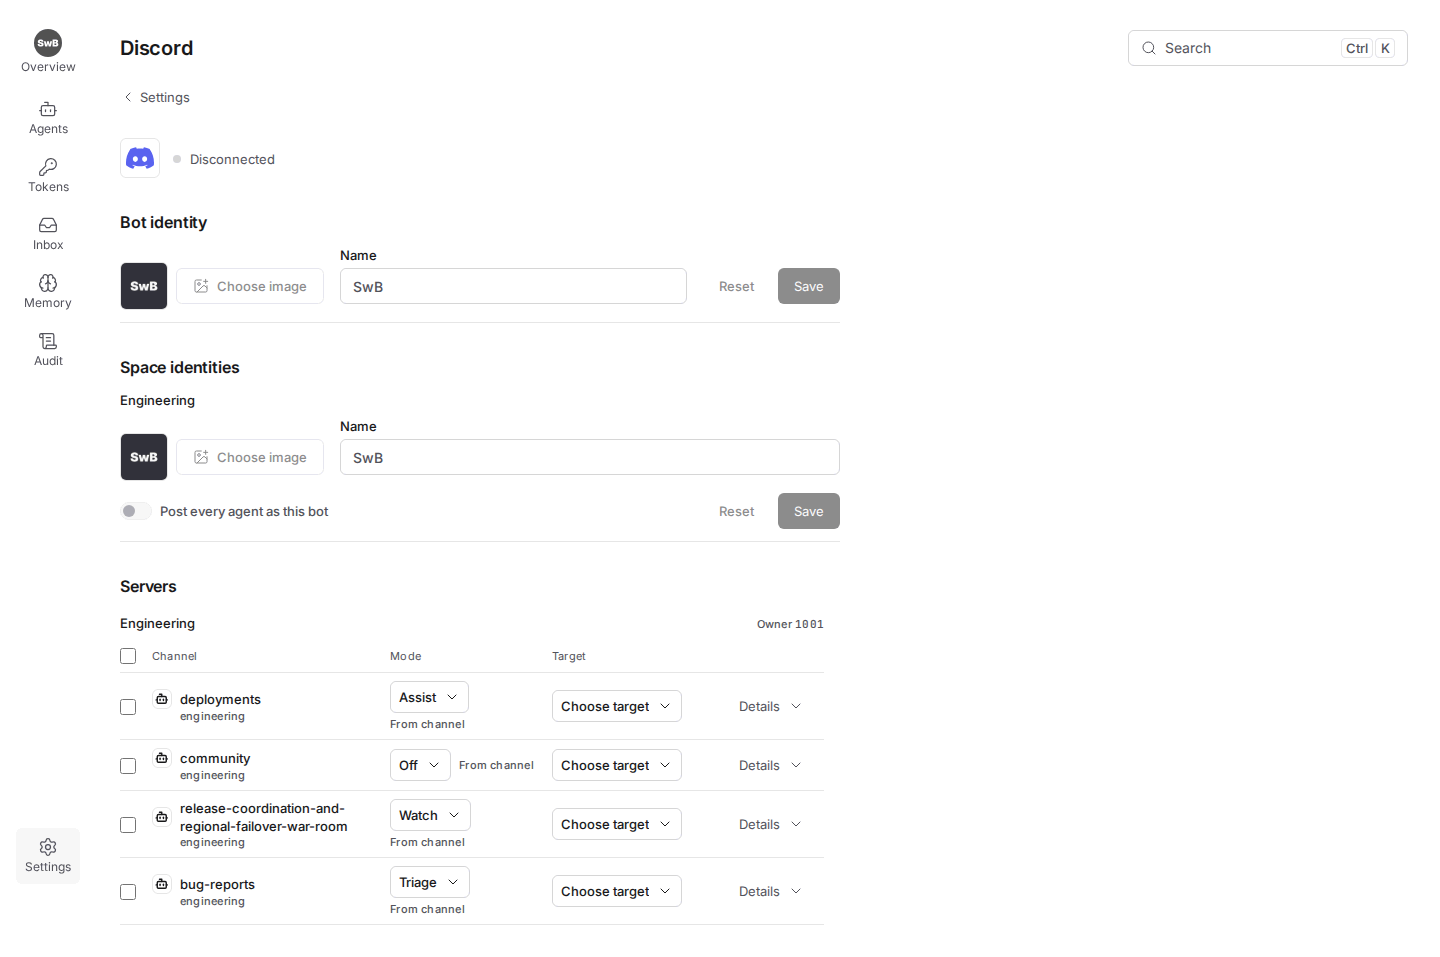 SwB
Overview
Agents
Tokens
Inbox
Memory
Audit
Settings
Discord
Search
Ctrl K
Settings
Disconnected
Bot identity
Name
SwB
Choose image
SwB
Reset
Save
Space identities
Engineering
Name
SwB
Choose image
SwB
Post every agent as this bot
Reset
Save
Servers
Engineering
Owner 1001
Channel Mode Target
deployments
engineering
Assist
From channel
Choose target
Details
community
engineering
Off
From channel
Choose target
Details
release-coordination-and-
regional-failover-war-room
engineering
Watch
From channel
Choose target
Details
bug-reports
engineering
Triage
From channel
Choose target
Details